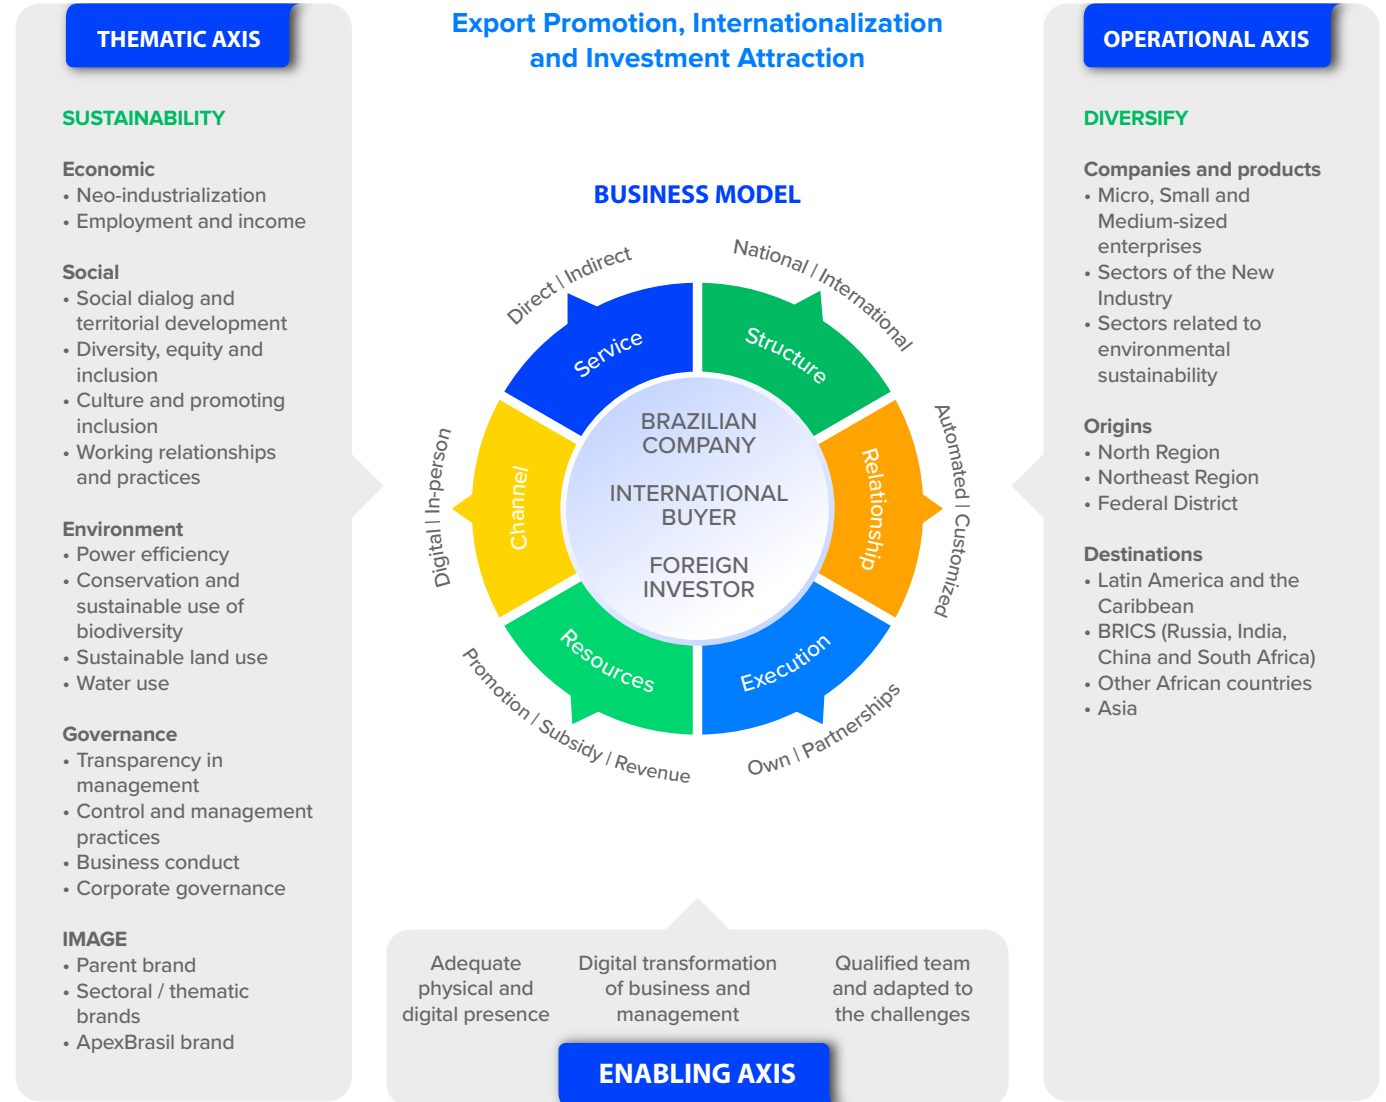 THEMATIC AXIS
SUSTAINABILITY
Economic
• Neo-industrialization
• Employment and income
Social
• Social dialog and
territorial development
• Diversity, equity and
inclusion
• Culture and promoting
inclusion
• Working relationships
and practices
Environment
• Power efficiency
• Conservation and
sustainable use of
biodiversity
• Sustainable land use
• Water use
Governance
• Transparency in
management
• Control and management
practices
• Business conduct
• Corporate governance
IMAGE
• Parent brand
• Sectoral / thematic
brands
• ApexBrasil brand
Export Promotion, Internationalization
and Investment Attraction
BUSINESS MODEL
Direct | Indirect
Service
National | International
Structure
Automated | Customized
Relationship
Own | Partnerships
Execution
Promotion | Subsidy | Revenue
Resources
Digital | In-person
Channel
BRAZILIAN
COMPANY
INTERNATIONAL
BUYER
FOREIGN
INVESTOR
Adequate
physical and
digital presence
Digital transformation
of business and
management
Qualified team
and adapted to
the challenges
ENABLING AXIS
OPERATIONAL AXIS
DIVERSIFY
Companies and products
• Micro, Small and
Medium-sized
enterprises
• Sectors of the New
Industry
• Sectors related to
environmental
sustainability
Origins
• North Region
• Northeast Region
• Federal District
Destinations
• Latin America and the
Caribbean
• BRICS (Russia, India,
China and South Africa)
• Other African countries
• Asia